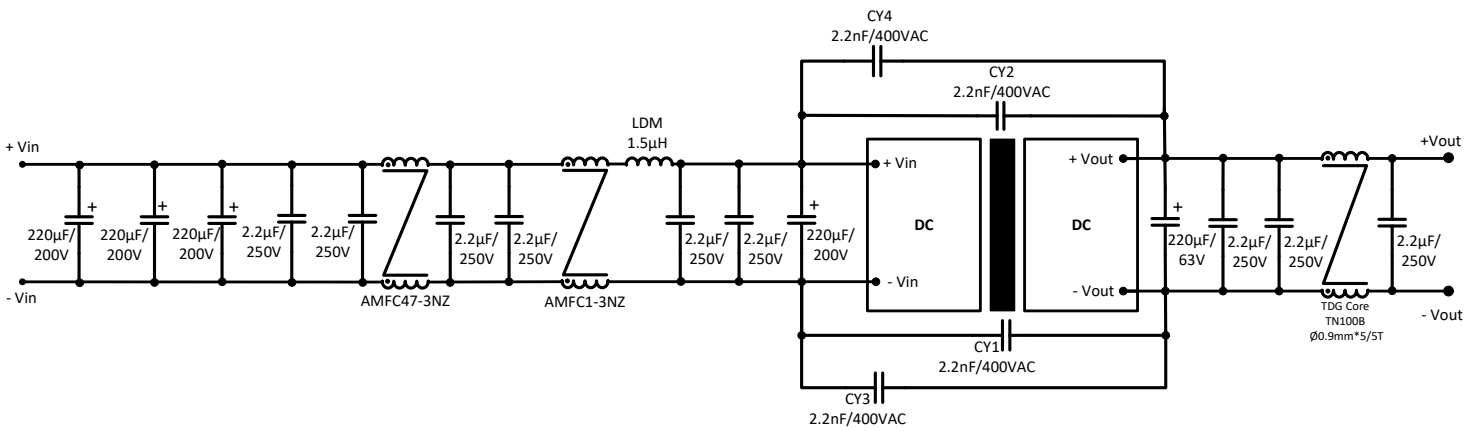 CY4
2.2nF/400VAC
CY2
2.2nF/400VAC
LDM
1.5µH
+ Vin
- Vin
+
220µF/
200V
+
220µF/
200V
+
220µF/
200V
2.2µF/
250V
2.2µF/
250V
AMFC47-3NZ
2.2µF/
250V
2.2µF/
250V
AMFC1-3NZ
2.2µF/
250V
2.2µF/
250V
+
220µF/
200V
+ Vin
DC
- Vin
+ Vout
DC
- Vout
+
220µF/
63V
2.2µF/
250V
2.2µF/
250V
TDG Core
TN100B
Ø0.9mm*5/5T
2.2µF/
250V
+Vout
- Vout
CY1
2.2nF/400VAC
CY3
2.2nF/400VAC